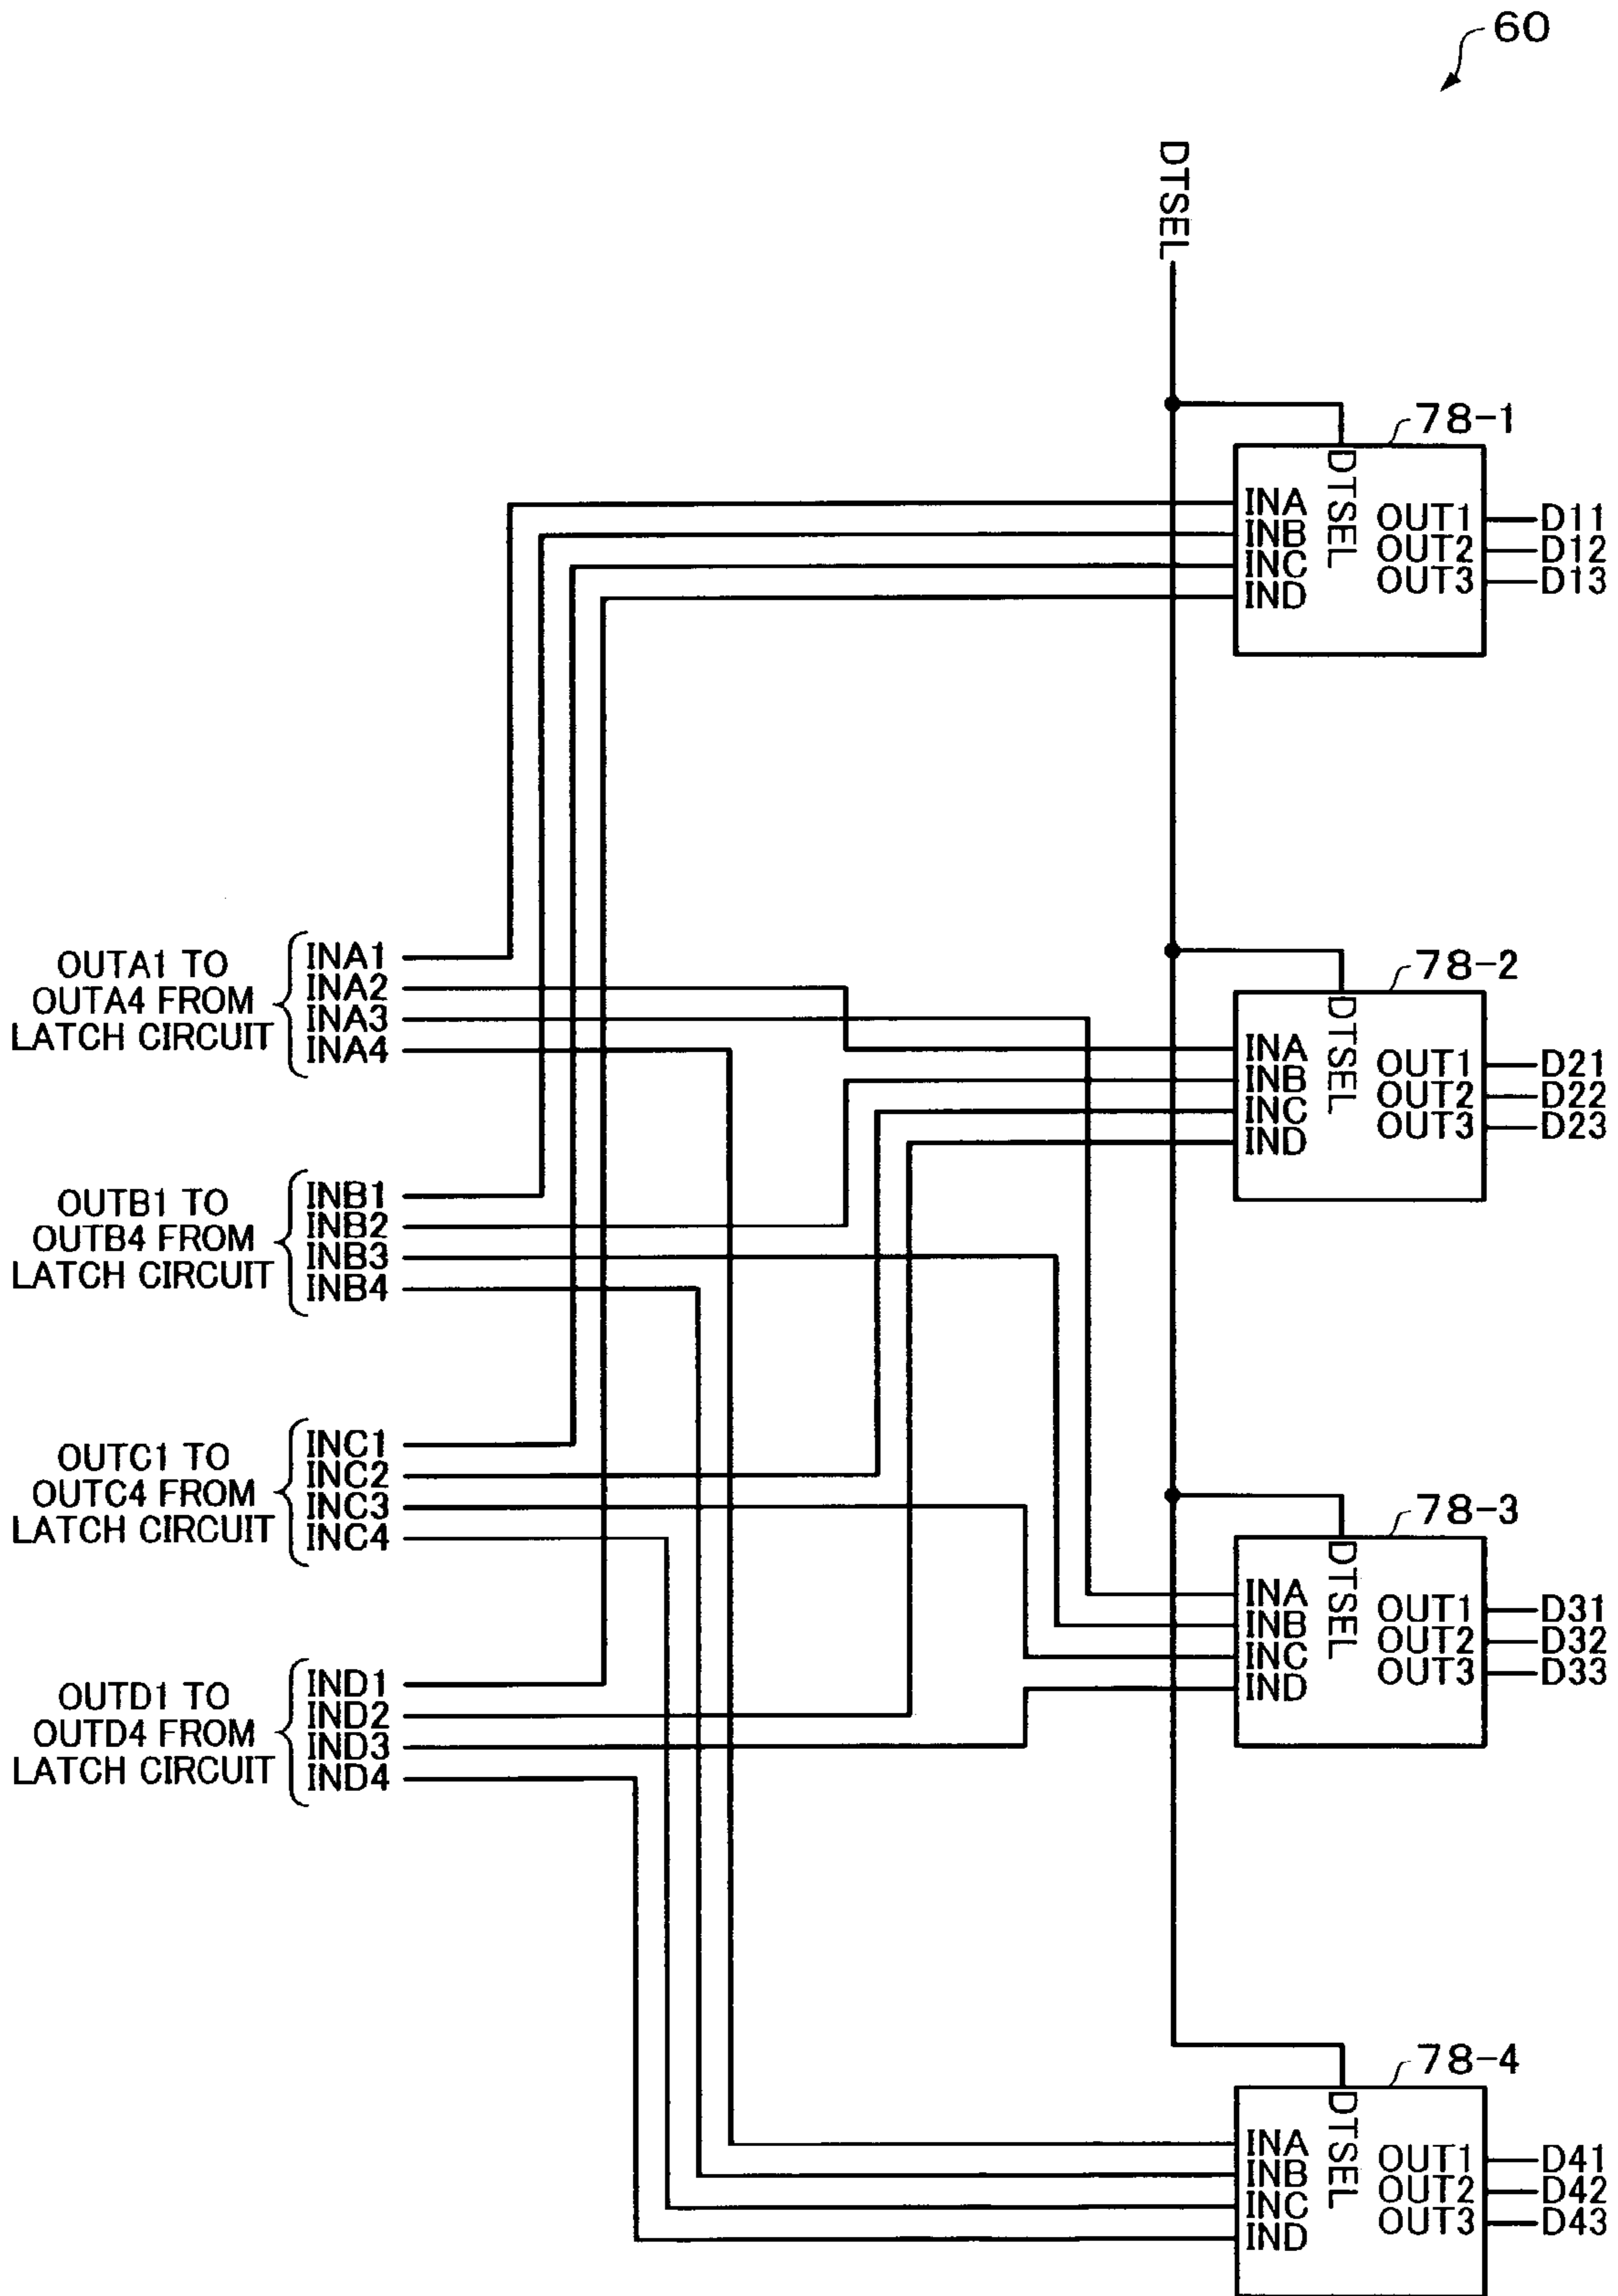 60
DTSEL
78-1
DTSEL
INA
INB
INC
IND
OUT1
OUT2
OUT3
D11
D12
D13
OUTA1 TO
OUTA4 FROM
LATCH CIRCUIT
INA1
INA2
INA3
INA4
78-2
DTSEL
INA
INB
INC
IND
OUT1
OUT2
OUT3
D21
D22
D23
OUTB1 TO
OUTB4 FROM
LATCH CIRCUIT
INB1
INB2
INB3
INB4
OUTC1 TO
OUTC4 FROM
LATCH CIRCUIT
INC1
INC2
INC3
INC4
78-3
DTSEL
INA
INB
INC
IND
OUT1
OUT2
OUT3
D31
D32
D33
OUTD1 TO
OUTD4 FROM
LATCH CIRCUIT
IND1
IND2
IND3
IND4
78-4
DTSEL
INA
INB
INC
IND
OUT1
OUT2
OUT3
D41
D42
D43